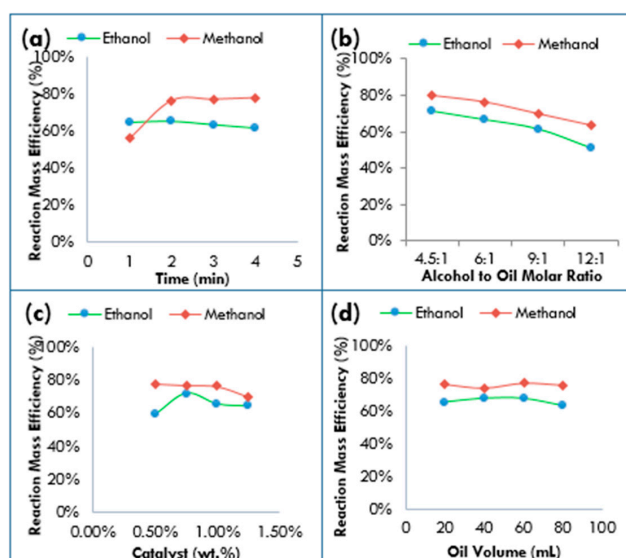 (a)
Ethanol
Methanol
Reaction Mass Efficiency (%)
100%
80%
60%
40%
20%
0%
0
1
2
3
4
5
Time (min)
(b)
Ethanol
Methanol
Reaction Mass Efficiency (%)
100%
80%
60%
40%
20%
0%
4.5:1
6:1
9:1
12:1
Alcohol to Oil Molar Ratio
(c)
Ethanol
Methanol
Reaction Mass Efficiency (%)
100%
80%
60%
40%
20%
0%
0.00%
0.50%
1.00%
1.50%
Catalyst (wt.%)
(d)
Ethanol
Methanol
Reaction Mass Efficiency (%)
100%
80%
60%
40%
20%
0%
0
20
40
60
80
100
Oil Volume (mL)